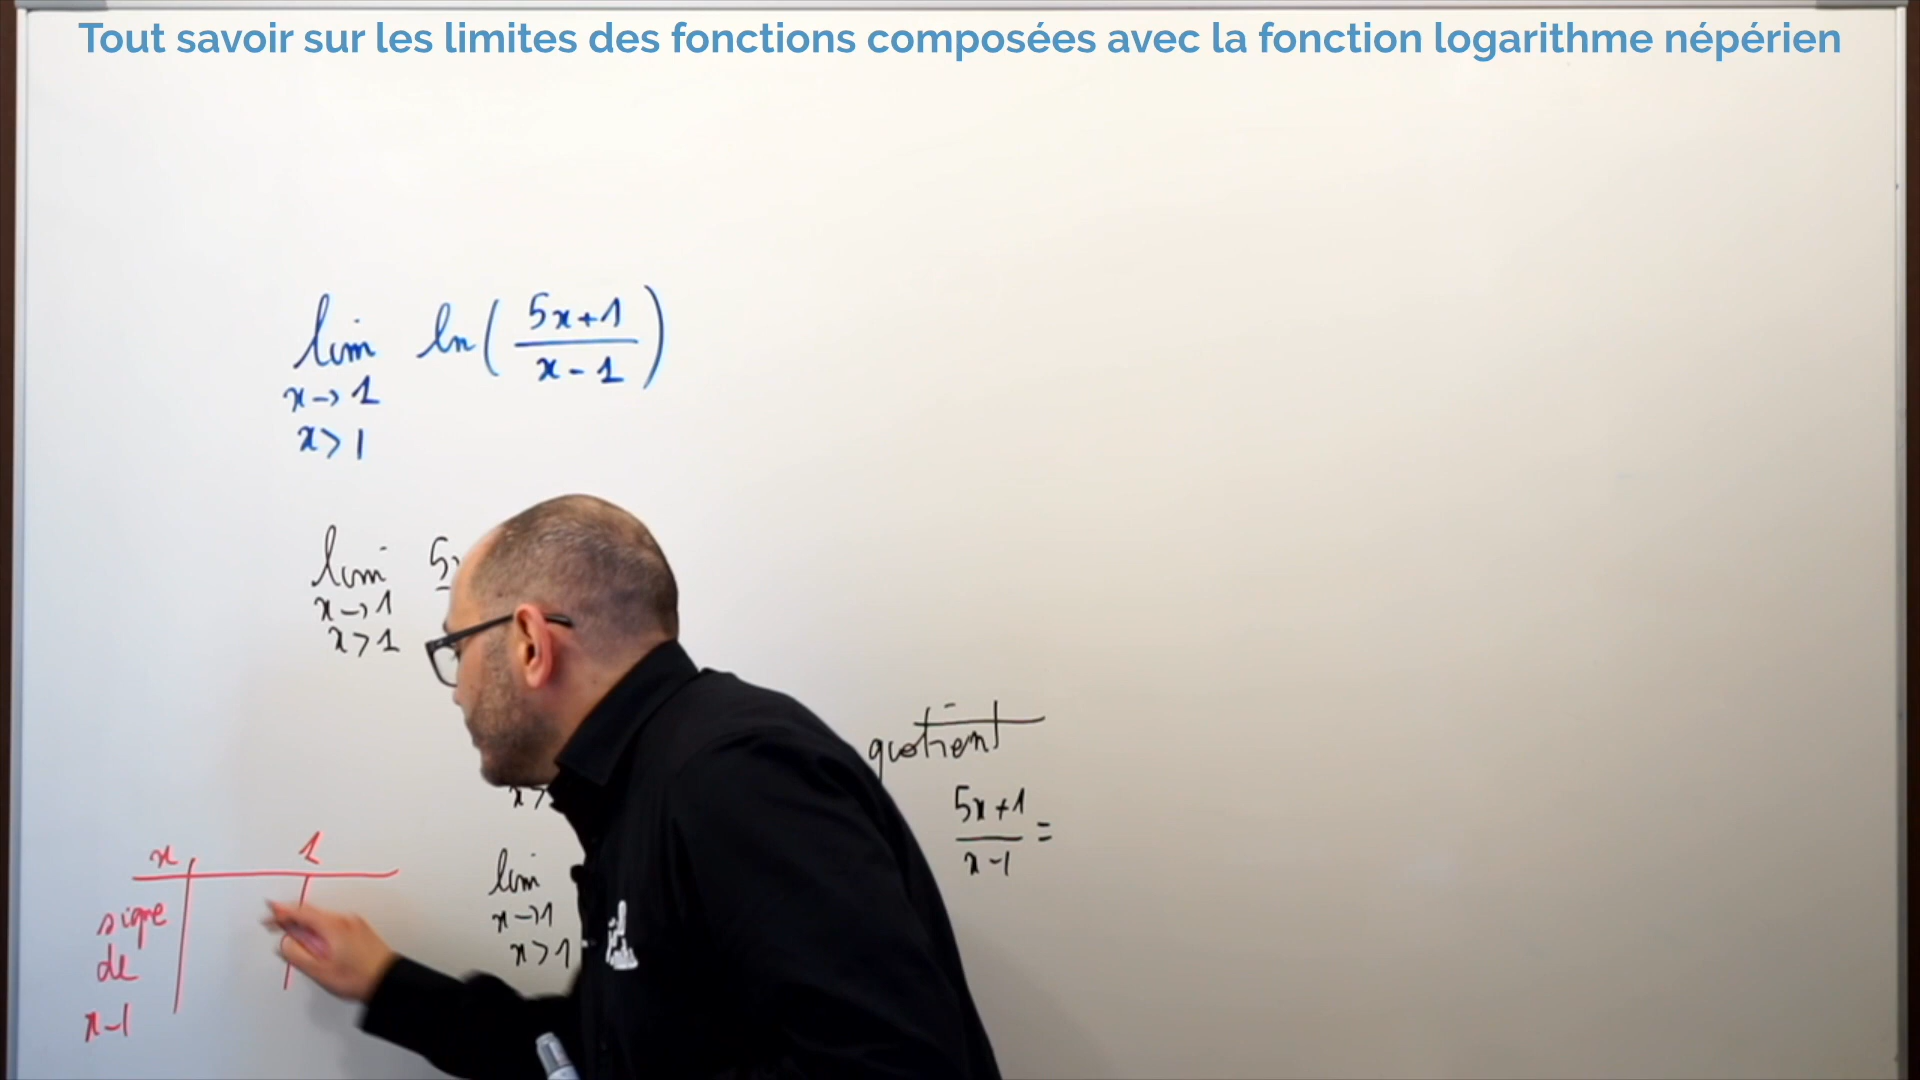 Tout savoir sur les limites des fonctions composées avec la fonction logarithme népérien
lim ln(5x+1 / x-1)
x→1
x>1
lim 5x
x→1
x>1
quotient
x>
5x+1 / x-1 =
lim
x→1
x>1
x 1
signe
de
x-1